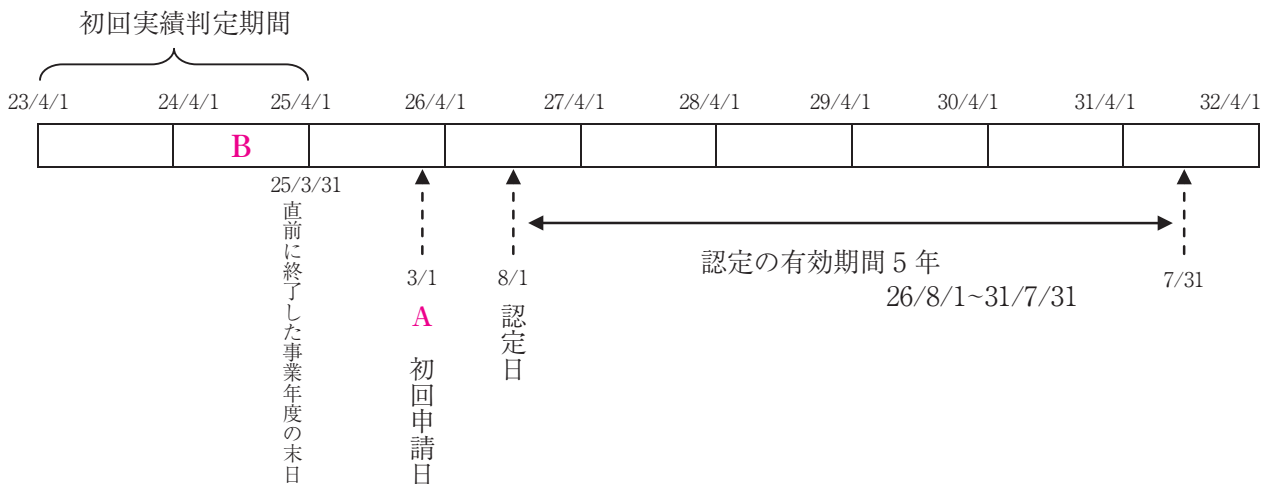 初回実績判定期間
23/4/1 24/4/1 25/4/1 26/4/1 27/4/1 28/4/1 29/4/1 30/4/1 31/4/1 32/4/1
B
25/3/31
直前に終了した事業年度の末日
3/1
A
初回申請日
8/1
認定日
認定の有効期間 5 年
26/8/1~31/7/31
7/31